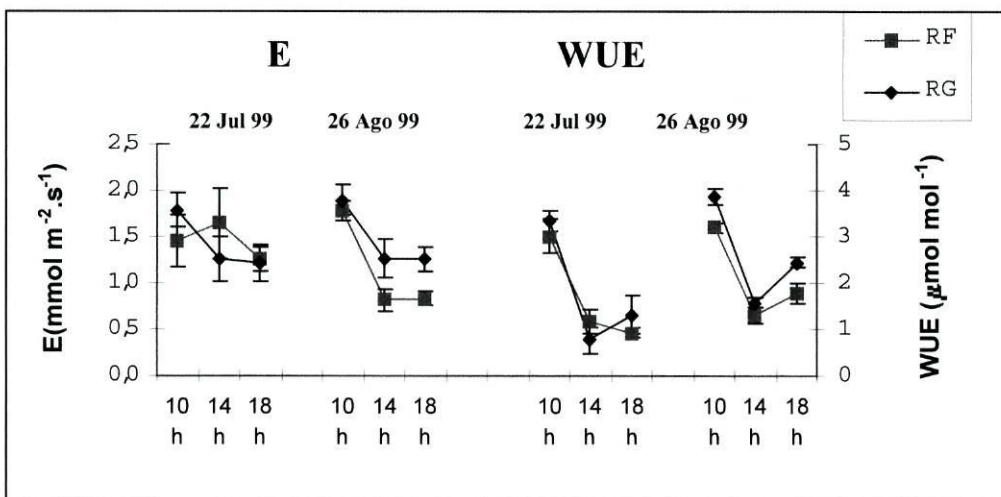 E WUE
RF
RG
22 Jul 99 26 Ago 99 22 Jul 99 26 Ago 99
E(mmol m⁻².s⁻¹)
2,5
2,0
1,5
1,0
0,5
0,0
5
4
3
2
1
0
WUE (μmol mol⁻¹)
10 14 18 10 14 18 10 14 18 10 14 18
h h h h h h h h h h h h